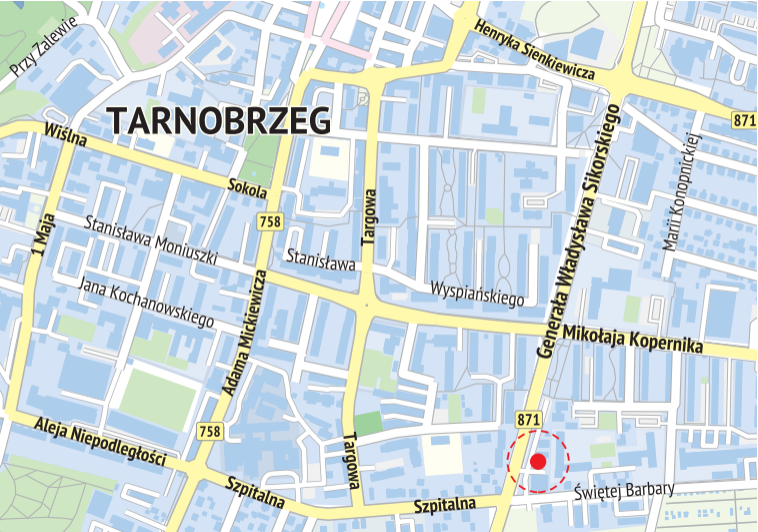 Henryka Sienkiewicza
Przy Zalewie
TARNOBRZEG
871
Wiślna
Generała Władysława Sikorskiego
Marii Konopnickiej
Sokola
1 Maja
758
Targowa
Stanisława Moniuszki
Stanisława
Wyspiańskiego
Jana Kochanowskiego
Adama Mickiewicza
Mikołaja Kopernika
871
Aleja Niepodległości
758
Targowa
Szpitalna
Szpitalna
Świętej Barbary